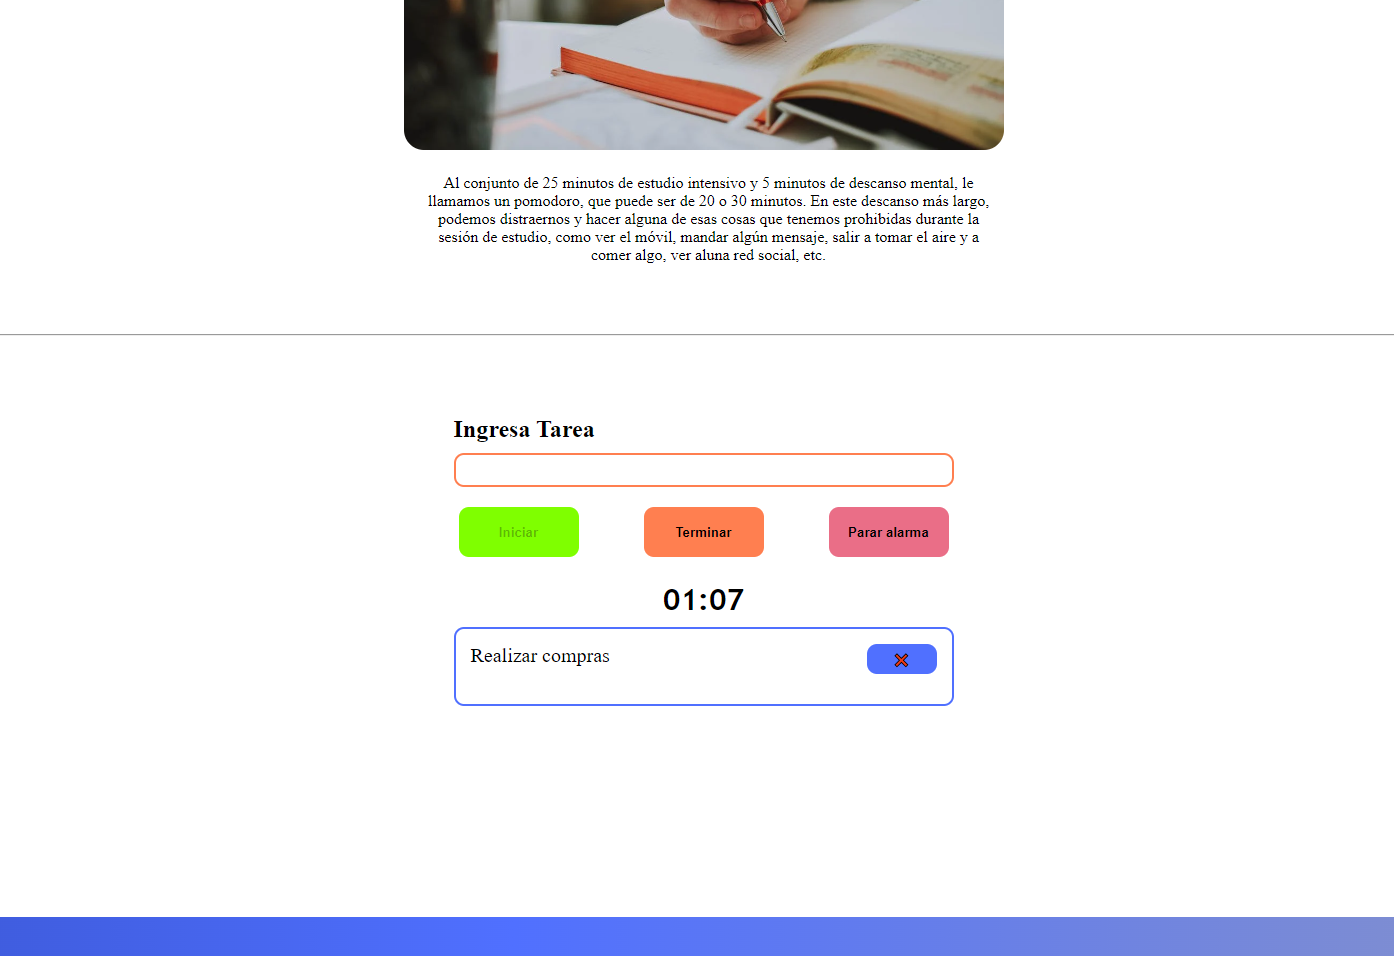 Al conjunto de 25 minutos de estudio intensivo y 5 minutos de descanso mental, le
llamamos un pomodoro, que puede ser de 20 o 30 minutos. En este descanso más largo,
podemos distraernos y hacer alguna de esas cosas que tenemos prohibidas durante la
sesión de estudio, como ver el móvil, mandar algún mensaje, salir a tomar el aire y a
comer algo, ver aluna red social, etc.
Ingresa Tarea
Iniciar
Terminar
Parar alarma
01:07
Realizar compras